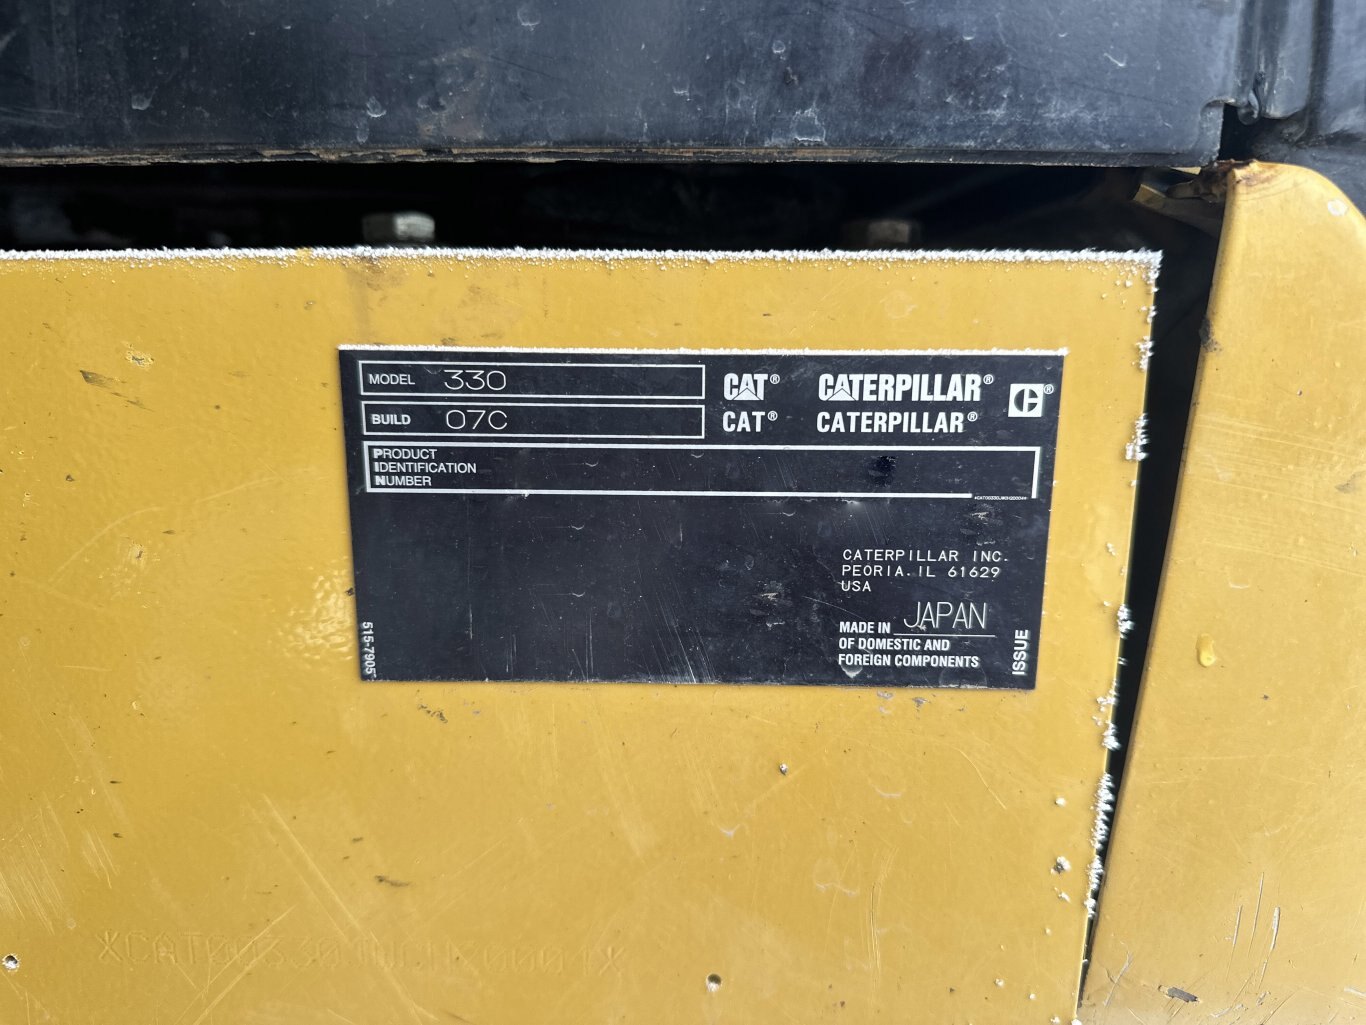 MODEL 330
BUILD 07C
CAT® CATERPILLAR® C®
CAT® CATERPILLAR®
PRODUCT
IDENTIFICATION
NUMBER
CATERPILLAR INC.
PEORIA. IL 61629
USA
MADE IN JAPAN
OF DOMESTIC AND
FOREIGN COMPONENTS
515-7905
ISSUE